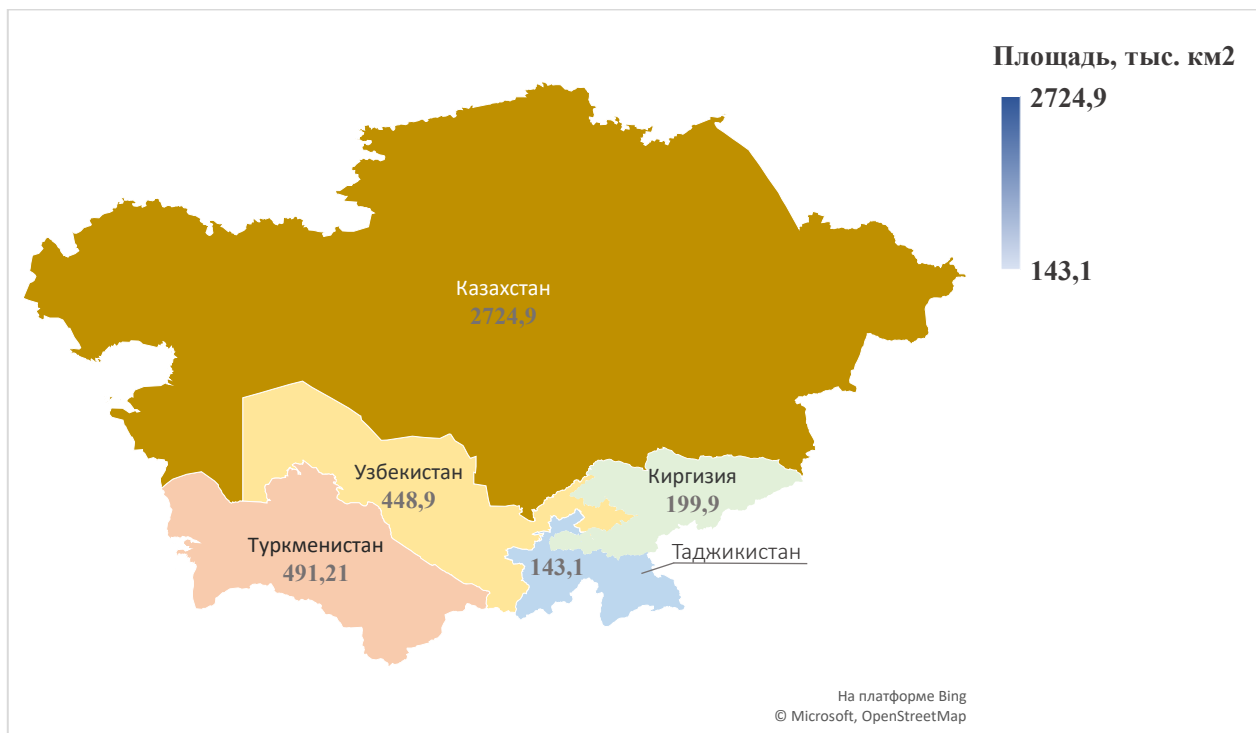 Площадь, тыс. км2
2724,9
143,1
Казахстан
2724,9
Узбекистан
448,9
Киргизия
199,9
Туркменистан
491,21
Таджикистан
143,1
На платформе Bing
© Microsoft, OpenStreetMap